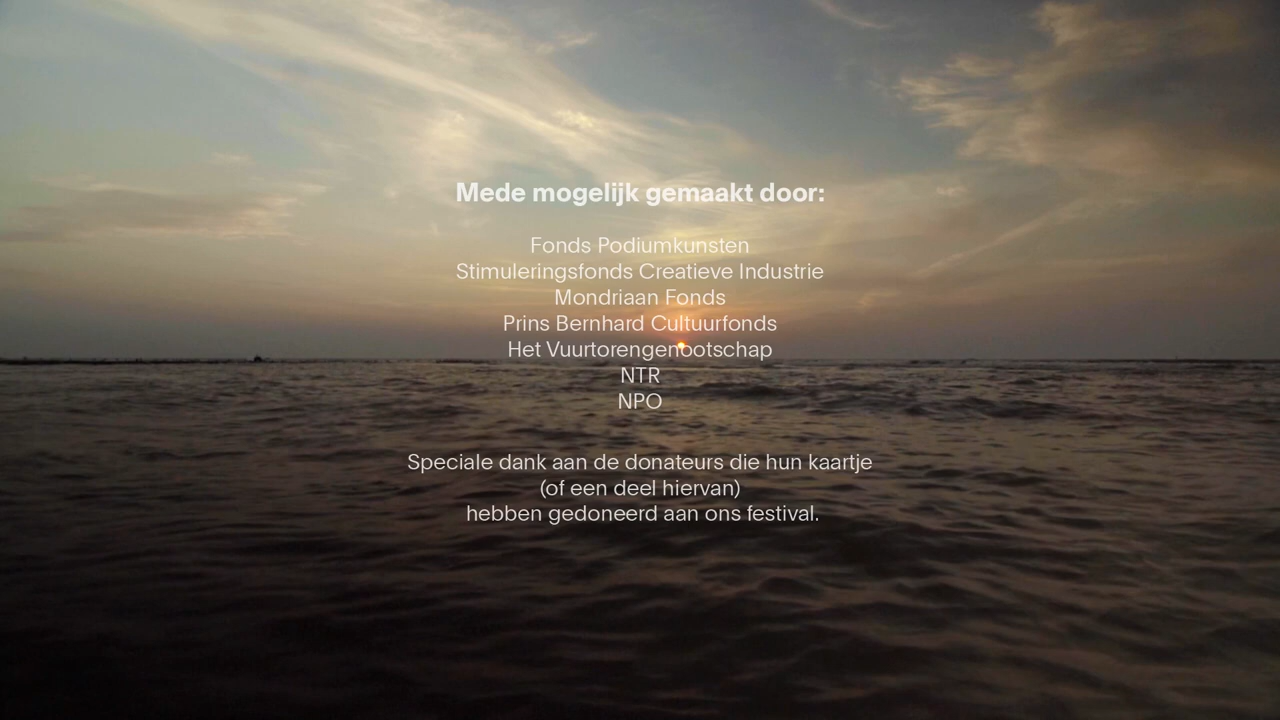 Mede mogelijk gemaakt door:
Fonds Podiumkunsten
Stimuleringsfonds Creatieve Industrie
Mondriaan Fonds
Prins Bernhard Cultuurfonds
Het Vuurtorengenootschap
NTR
NPO
Speciale dank aan de donateurs die hun kaartje
(of een deel hiervan)
hebben gedoneerd aan ons festival.